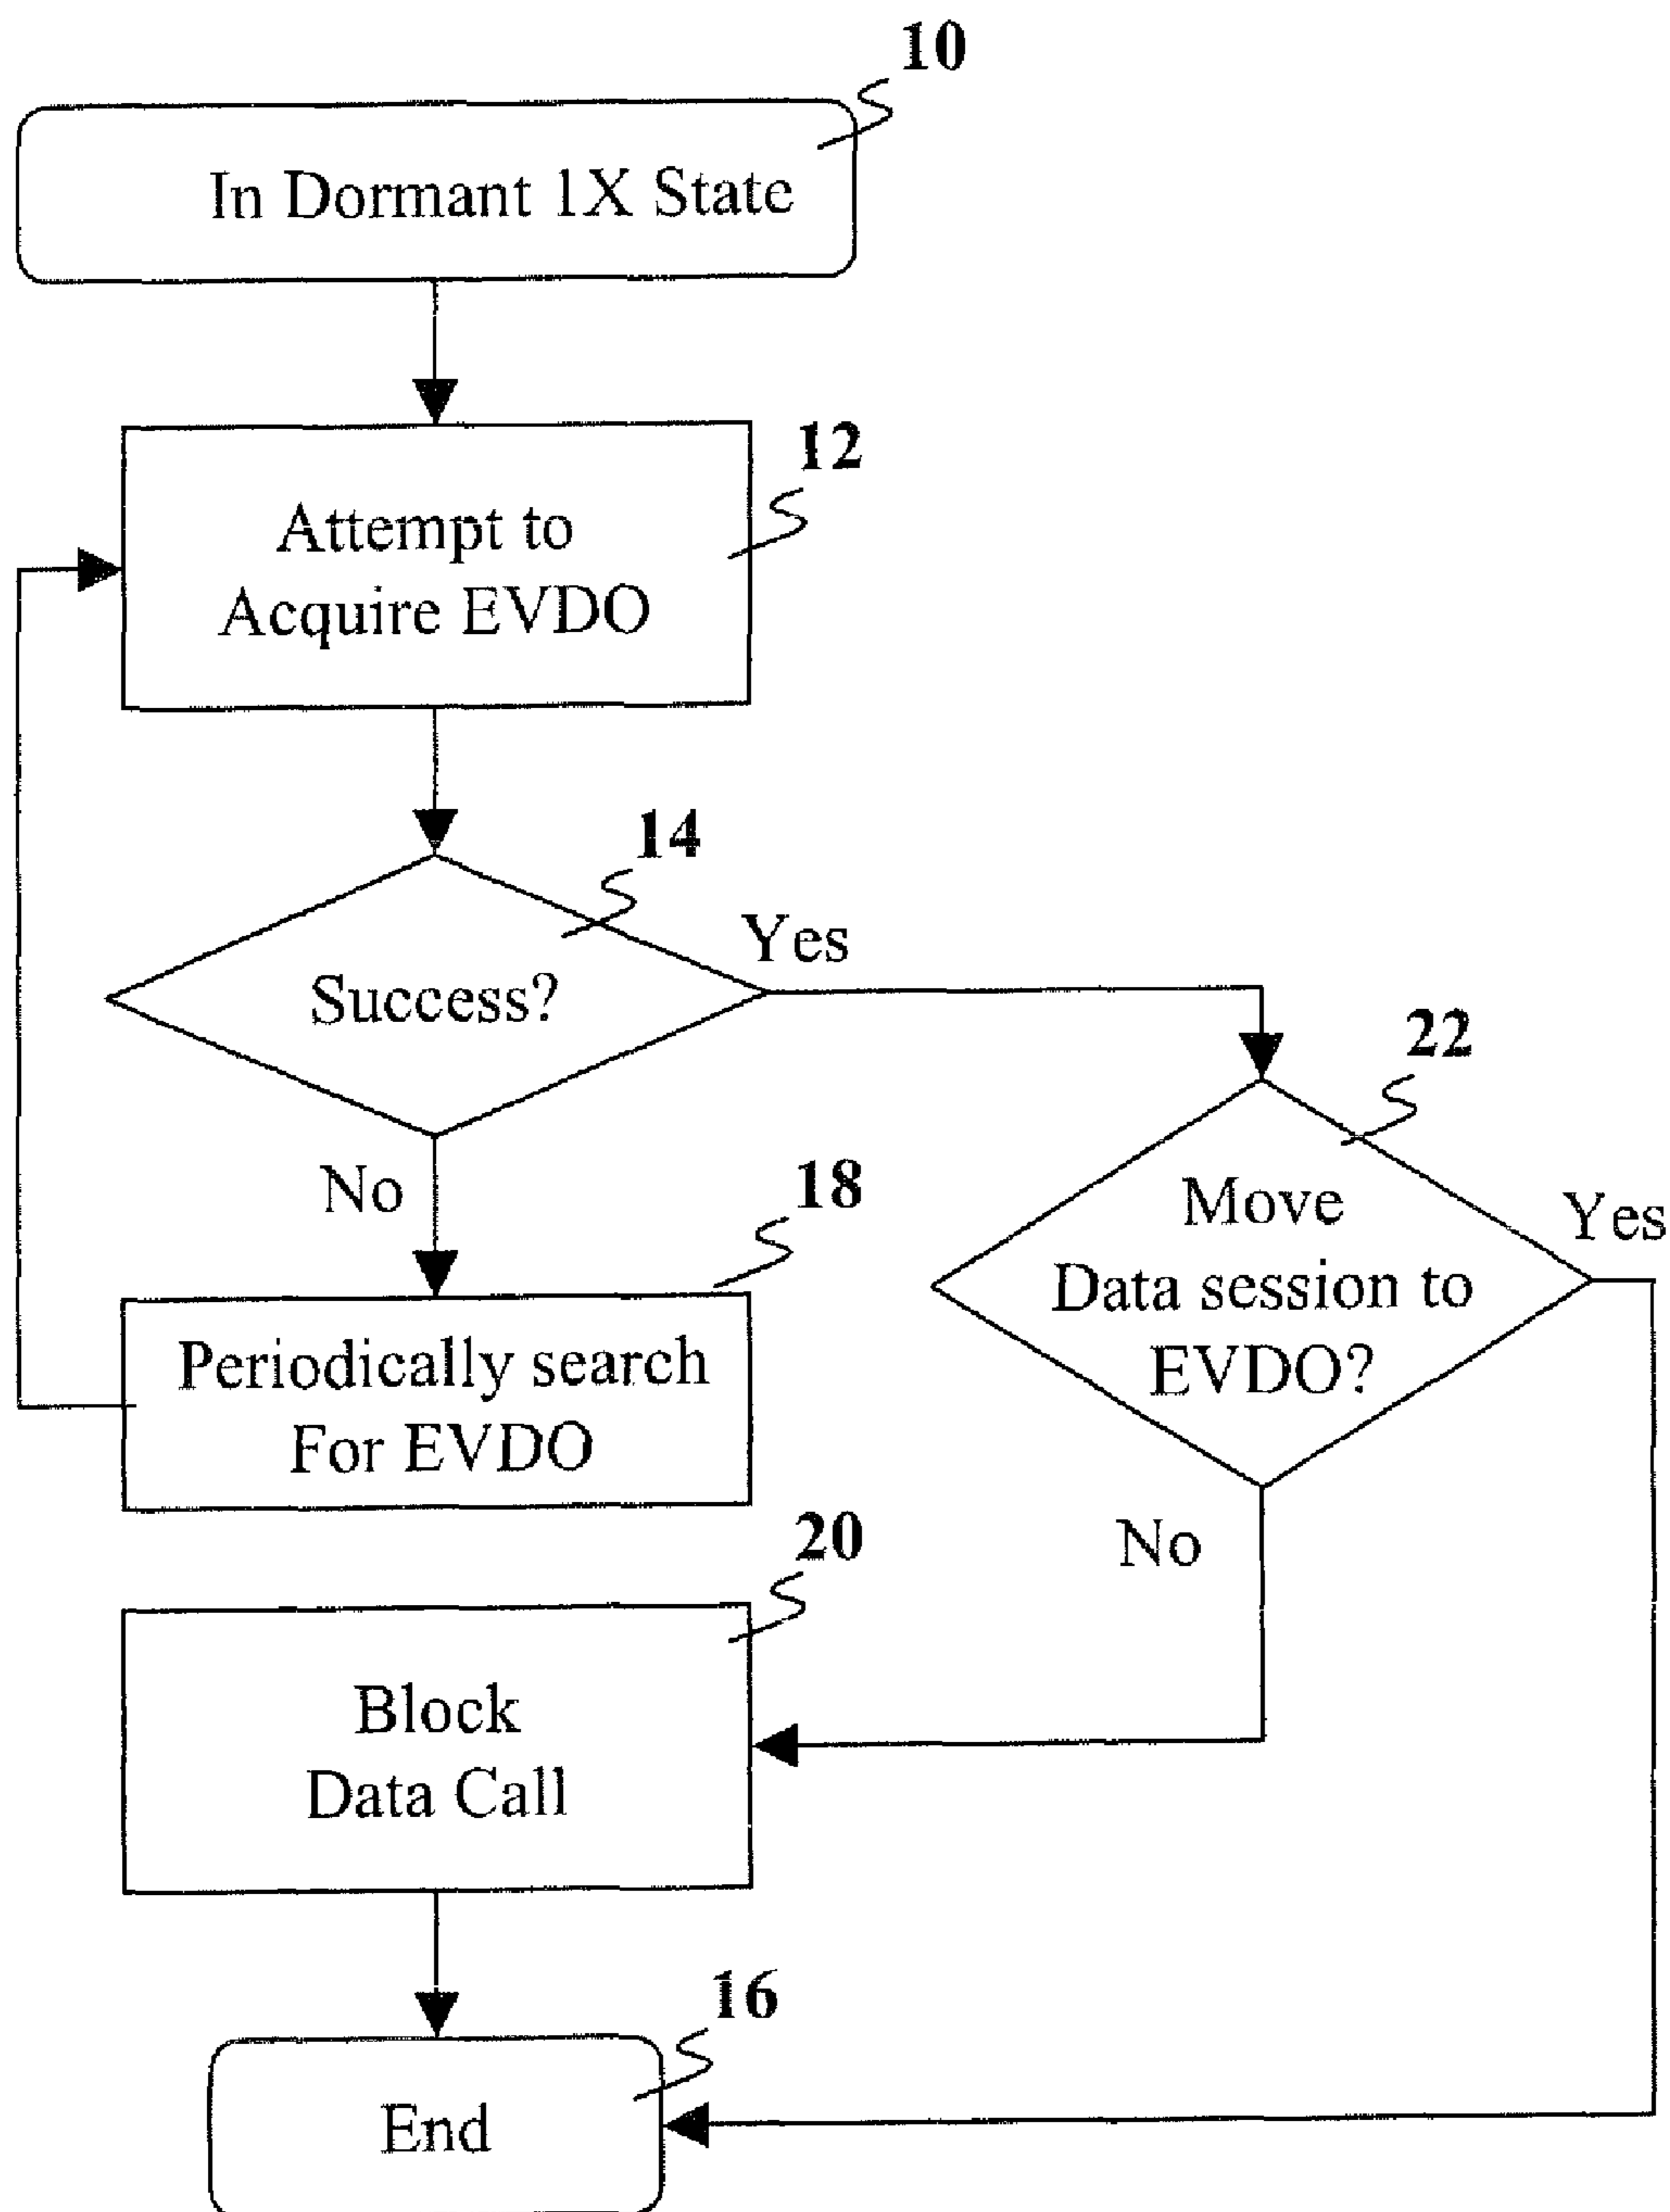 10
In Dormant 1X State
12
Attempt to
Acquire EVDO
14
Success?
Yes
No
22
Move
Data session to
EVDO?
Yes
No
18
Periodically search
For EVDO
20
Block
Data Call
16
End